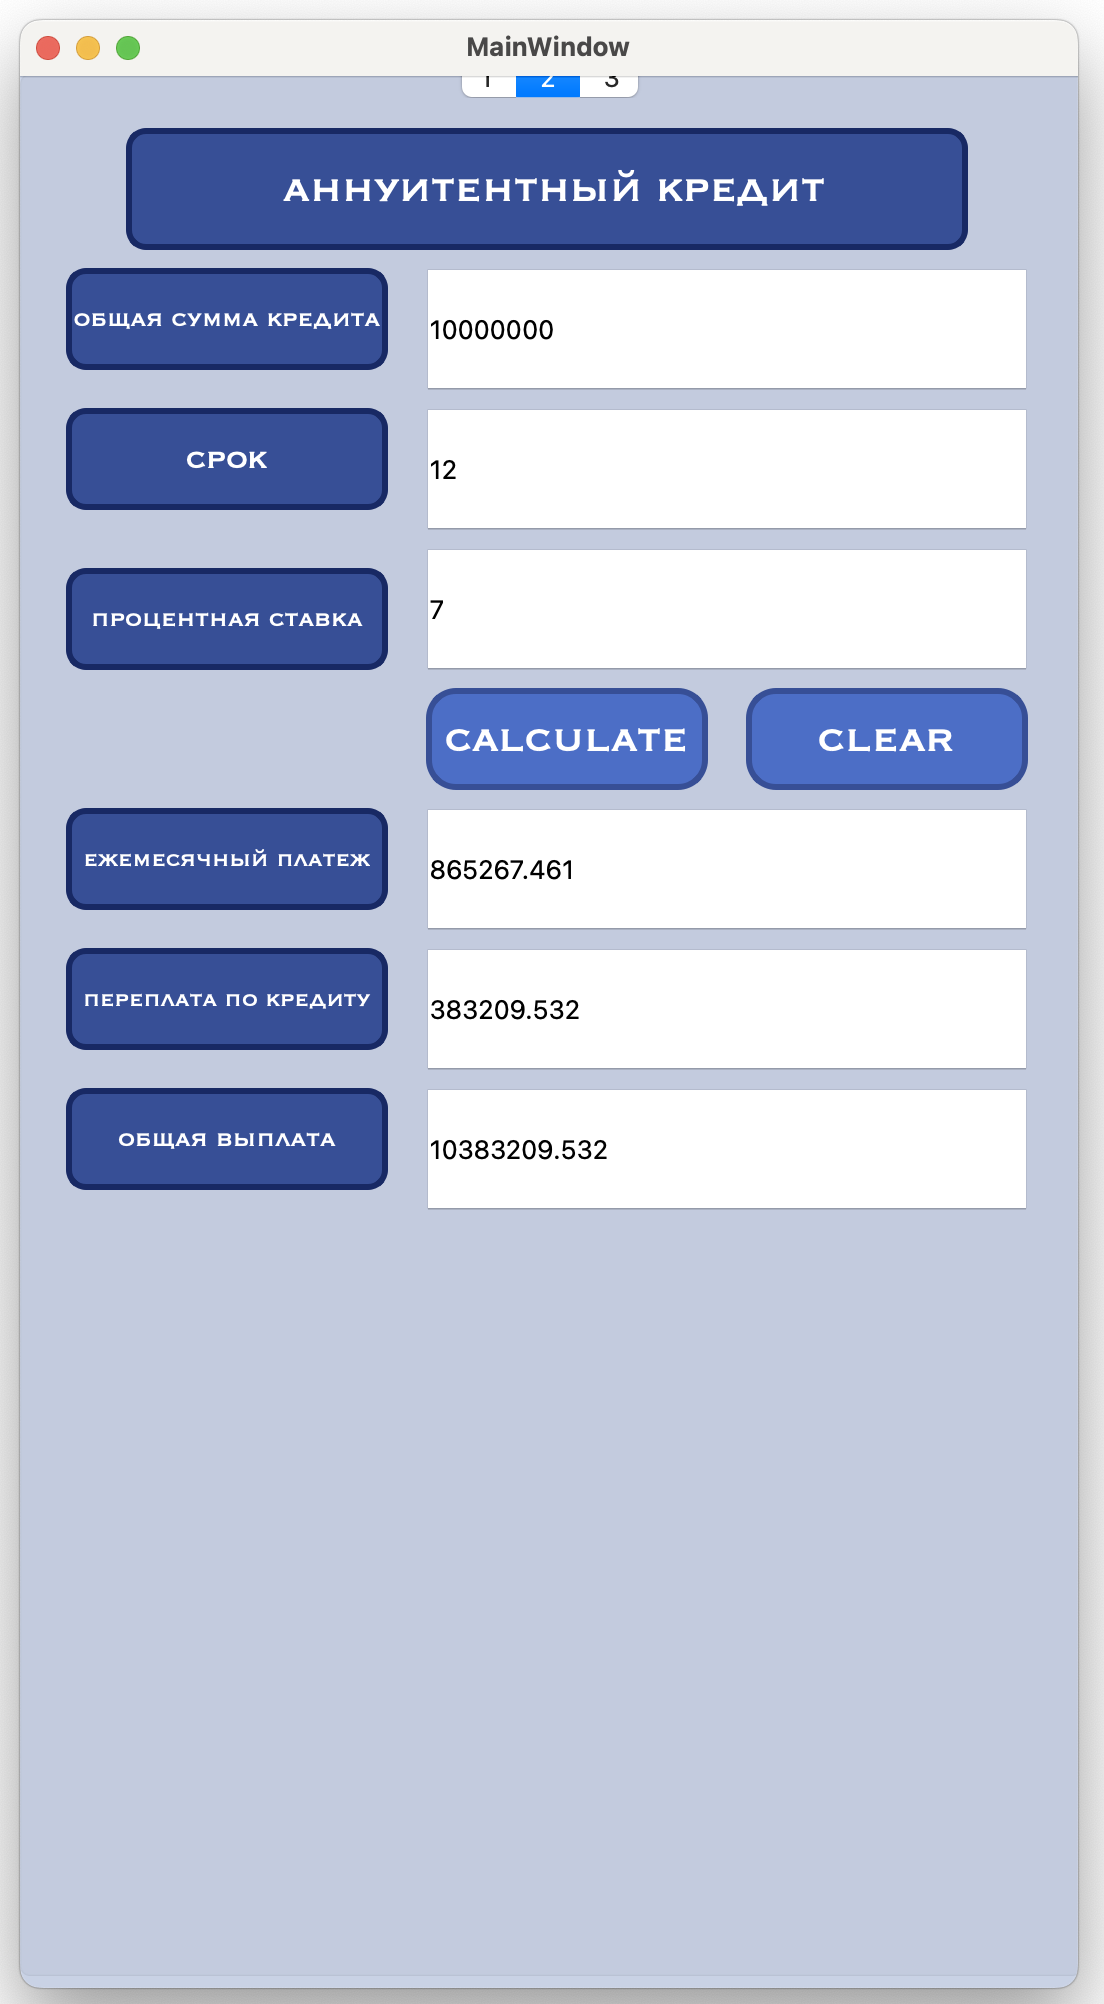 MainWindow
1 2 3
АННУИТЕНТНЫЙ КРЕДИТ
ОБЩАЯ СУММА КРЕДИТА
10000000
СРОК
12
ПРОЦЕНТНАЯ СТАВКА
7
CALCULATE CLEAR
ЕЖЕМЕСЯЧНЫЙ ПЛАТЕЖ
865267.461
ПЕРЕПЛАТА ПО КРЕДИТУ
383209.532
ОБЩАЯ ВЫПЛАТА
10383209.532